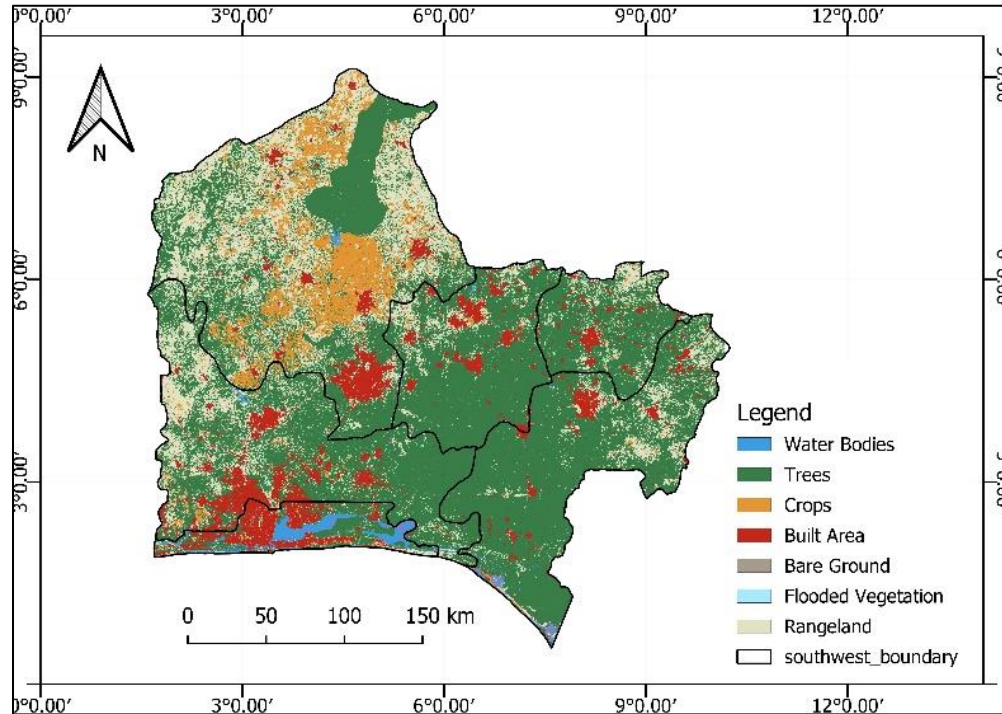 0°0.00′ 3°0.00′ 6°0.00′ 9°0.00′ 12°0.00′
9°0.00′
6°0.00′
3°0.00′
N
Legend
Water Bodies
Trees
Crops
Built Area
Bare Ground
Flooded Vegetation
Rangeland
southwest_boundary
0 50 100 150 km
0°0.00′ 3°0.00′ 6°0.00′ 9°0.00′ 12°0.00′